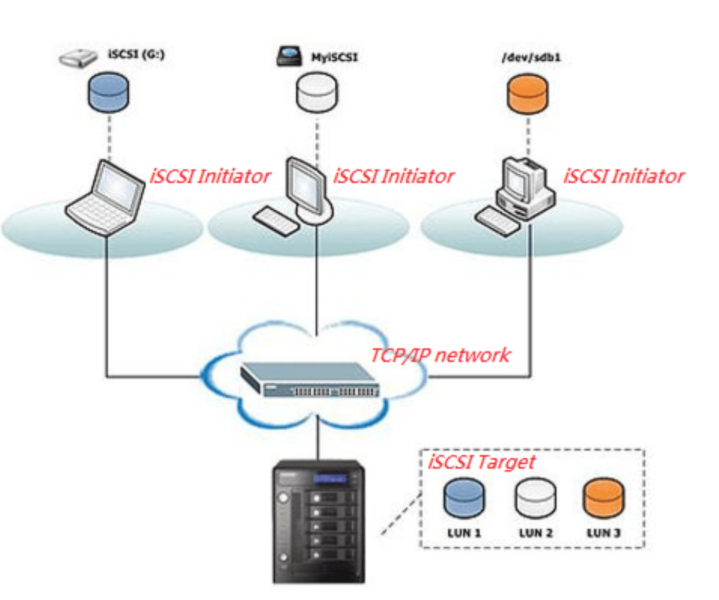 iSCSI (G:)
MyiSCSI
/dev/sdb1
iSCSI Initiator
iSCSI Initiator
iSCSI Initiator
TCP/IP network
iSCSI Target
LUN 1
LUN 2
LUN 3